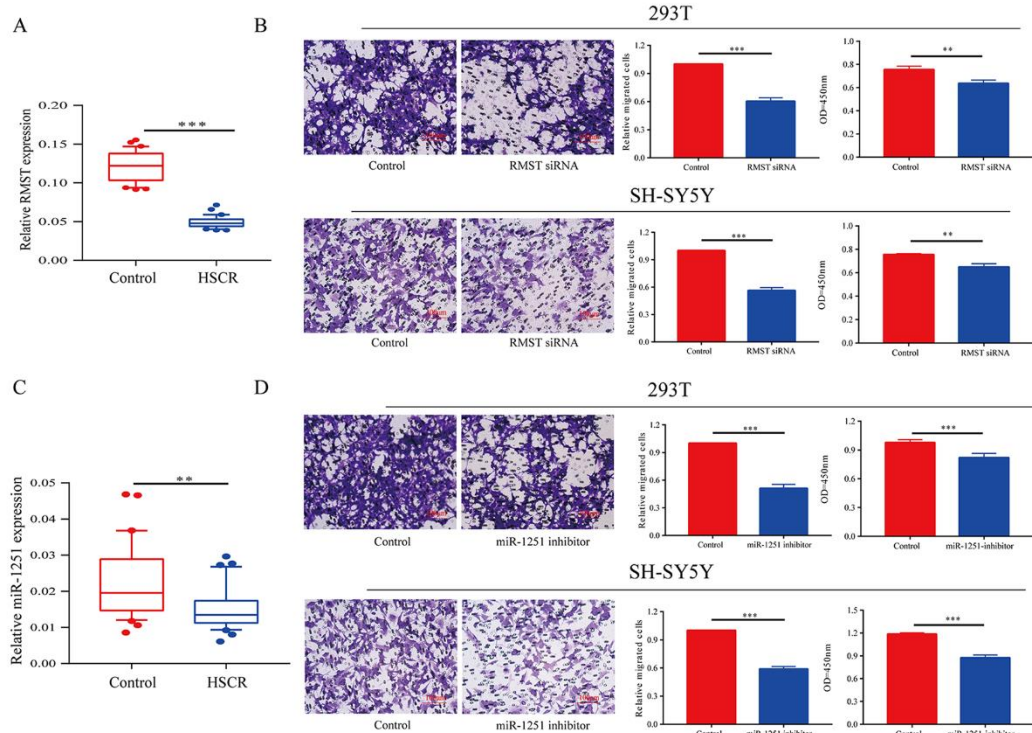 A
B
293T
Relative RMST expression
0.20
0.15
0.10
0.05
0.00
***
Control
HSCR
Control
RMST siRNA
Relative migrated cells
1.2
0.9
0.6
0.3
0.0
***
Control
RMST siRNA
OD=450nm
1.0
0.8
0.6
0.4
0.2
0.0
**
Control
RMST siRNA
SH-SY5Y
Control
RMST siRNA
Relative migrated cells
1.2
0.9
0.6
0.3
0.0
***
Control
RMST siRNA
OD=450nm
1.0
0.8
0.6
0.4
0.2
0.0
**
Control
RMST siRNA
C
D
293T
Relative miR-1251 expression
0.05
0.04
0.03
0.02
0.01
0.00
**
Control
HSCR
Control
miR-1251 inhibitor
Relative migrated cells
1.2
0.9
0.6
0.3
0.0
***
Control
miR-1251 inhibitor
OD=450nm
1.2
0.9
0.6
0.3
0.0
***
Control
miR-1251-inhibitor
SH-SY5Y
Control
miR-1251 inhibitor
Relative migrated cells
1.2
0.9
0.6
0.3
0.0
***
Control
miR-1251 inhibitor
OD=450nm
1.5
1.2
0.9
0.6
0.3
0.0
***
Control
miR-1251-inhibitor